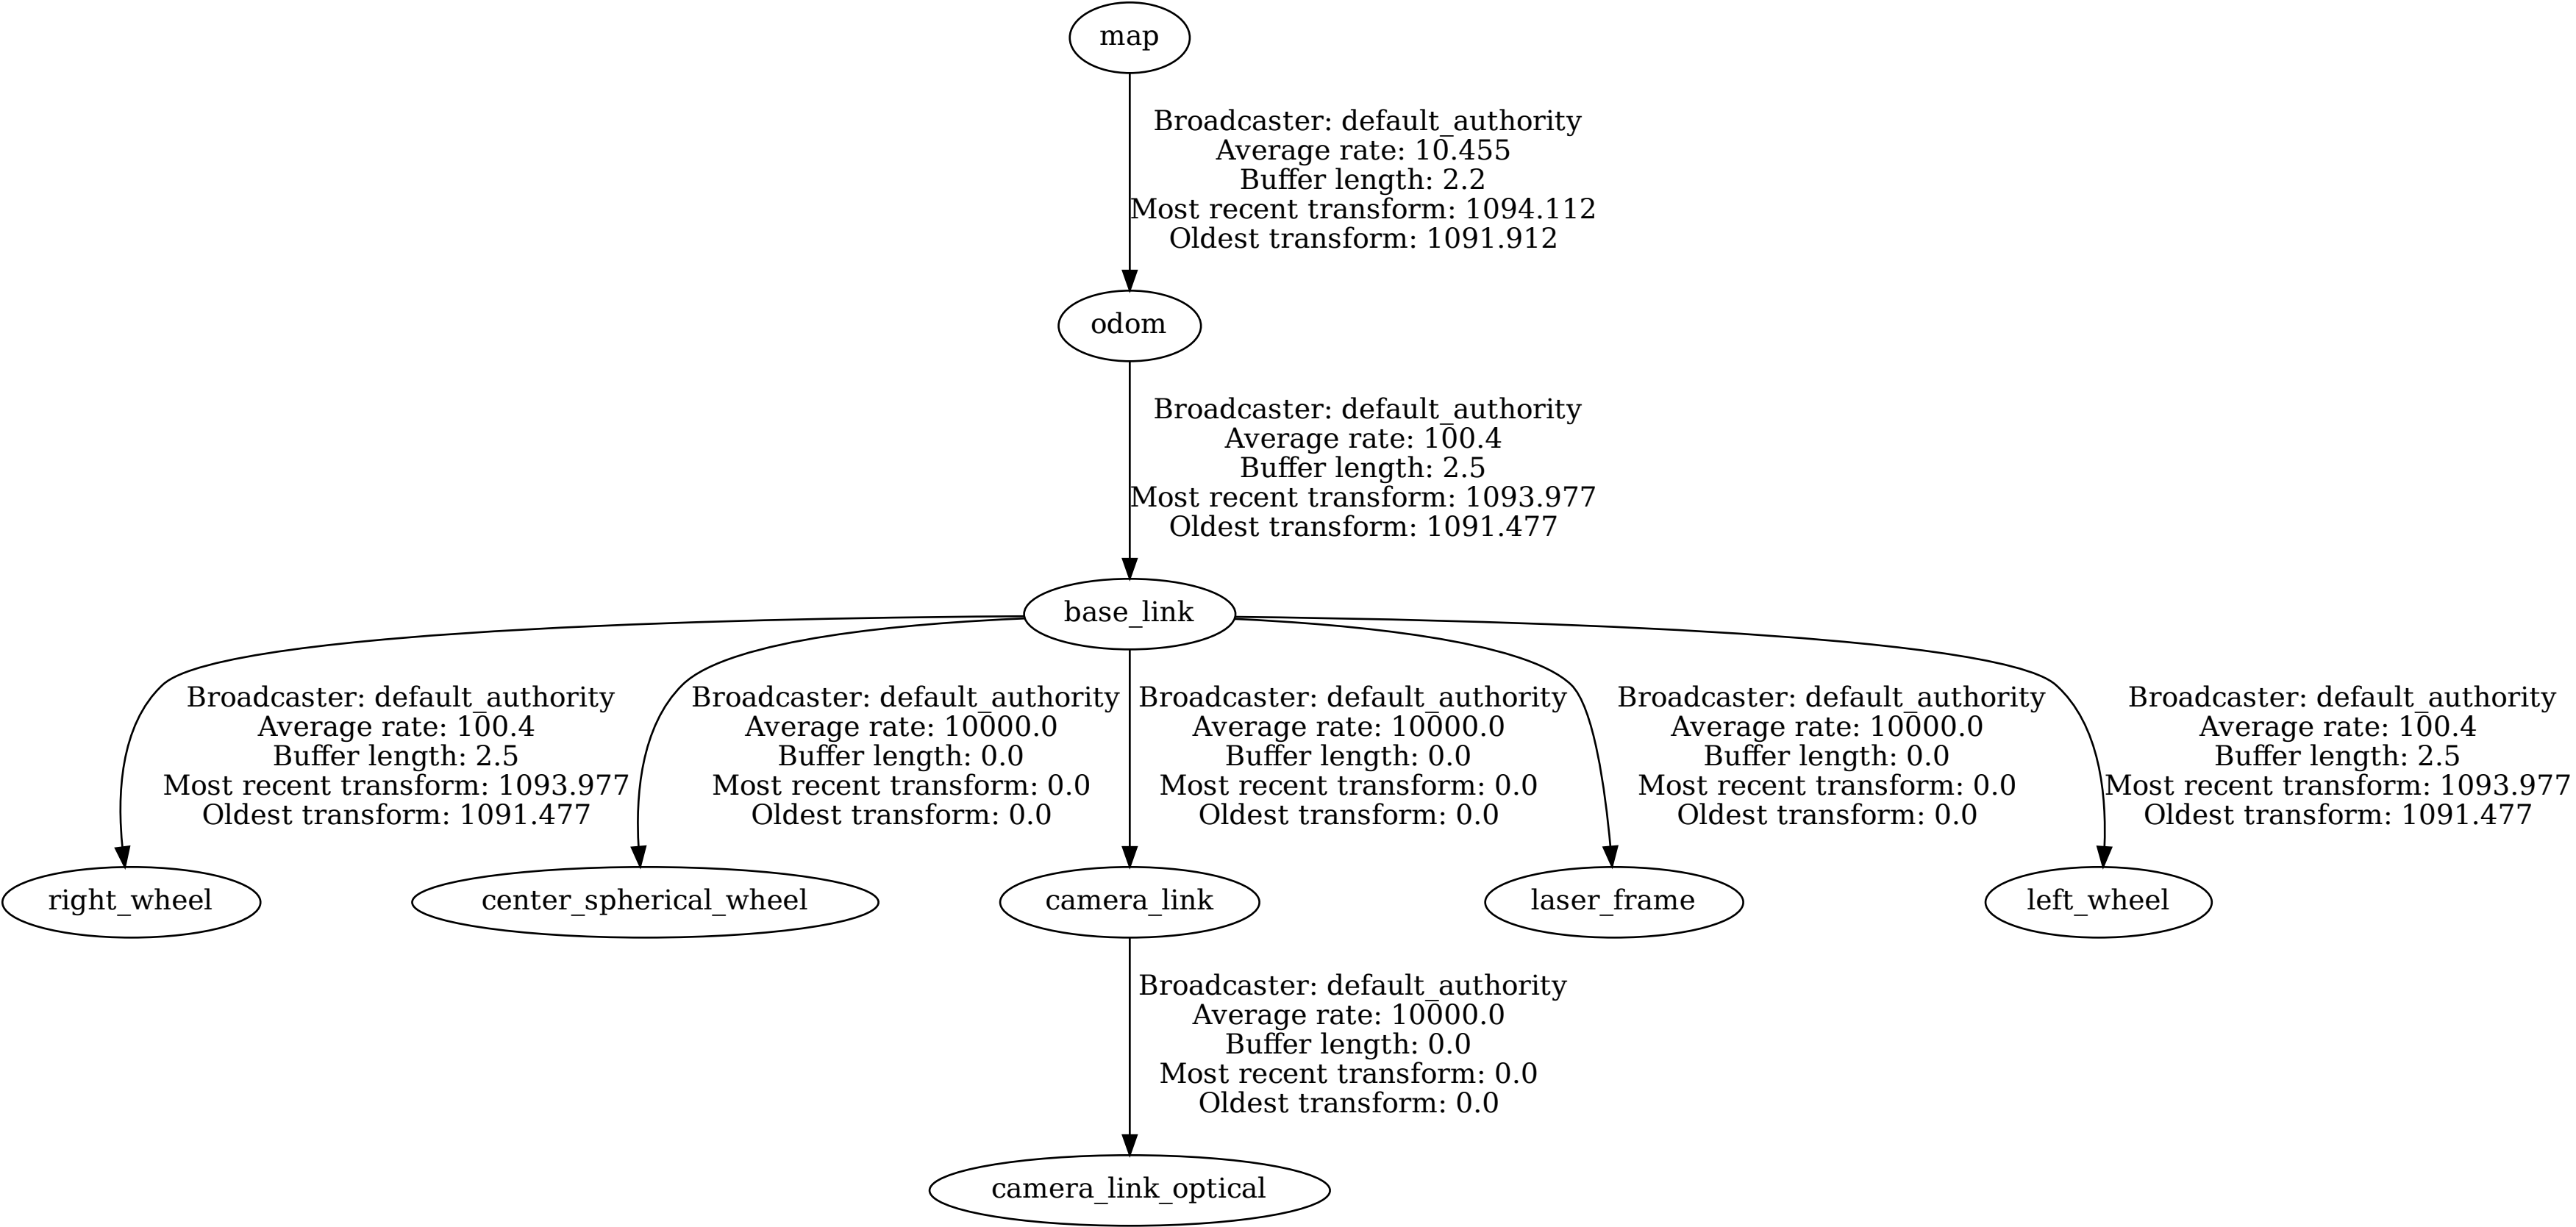 map
Broadcaster: default_authority
Average rate: 10.455
Buffer length: 2.2
Most recent transform: 1094.112
Oldest transform: 1091.912
odom
Broadcaster: default_authority
Average rate: 100.4
Buffer length: 2.5
Most recent transform: 1093.977
Oldest transform: 1091.477
base_link
Broadcaster: default_authority
Average rate: 100.4
Buffer length: 2.5
Most recent transform: 1093.977
Oldest transform: 1091.477
Broadcaster: default_authority
Average rate: 10000.0
Buffer length: 0.0
Most recent transform: 0.0
Oldest transform: 0.0
Broadcaster: default_authority
Average rate: 10000.0
Buffer length: 0.0
Most recent transform: 0.0
Oldest transform: 0.0
Broadcaster: default_authority
Average rate: 10000.0
Buffer length: 0.0
Most recent transform: 0.0
Oldest transform: 0.0
Broadcaster: default_authority
Average rate: 100.4
Buffer length: 2.5
Most recent transform: 1093.977
Oldest transform: 1091.477
right_wheel
center_spherical_wheel
camera_link
laser_frame
left_wheel
Broadcaster: default_authority
Average rate: 10000.0
Buffer length: 0.0
Most recent transform: 0.0
Oldest transform: 0.0
camera_link_optical